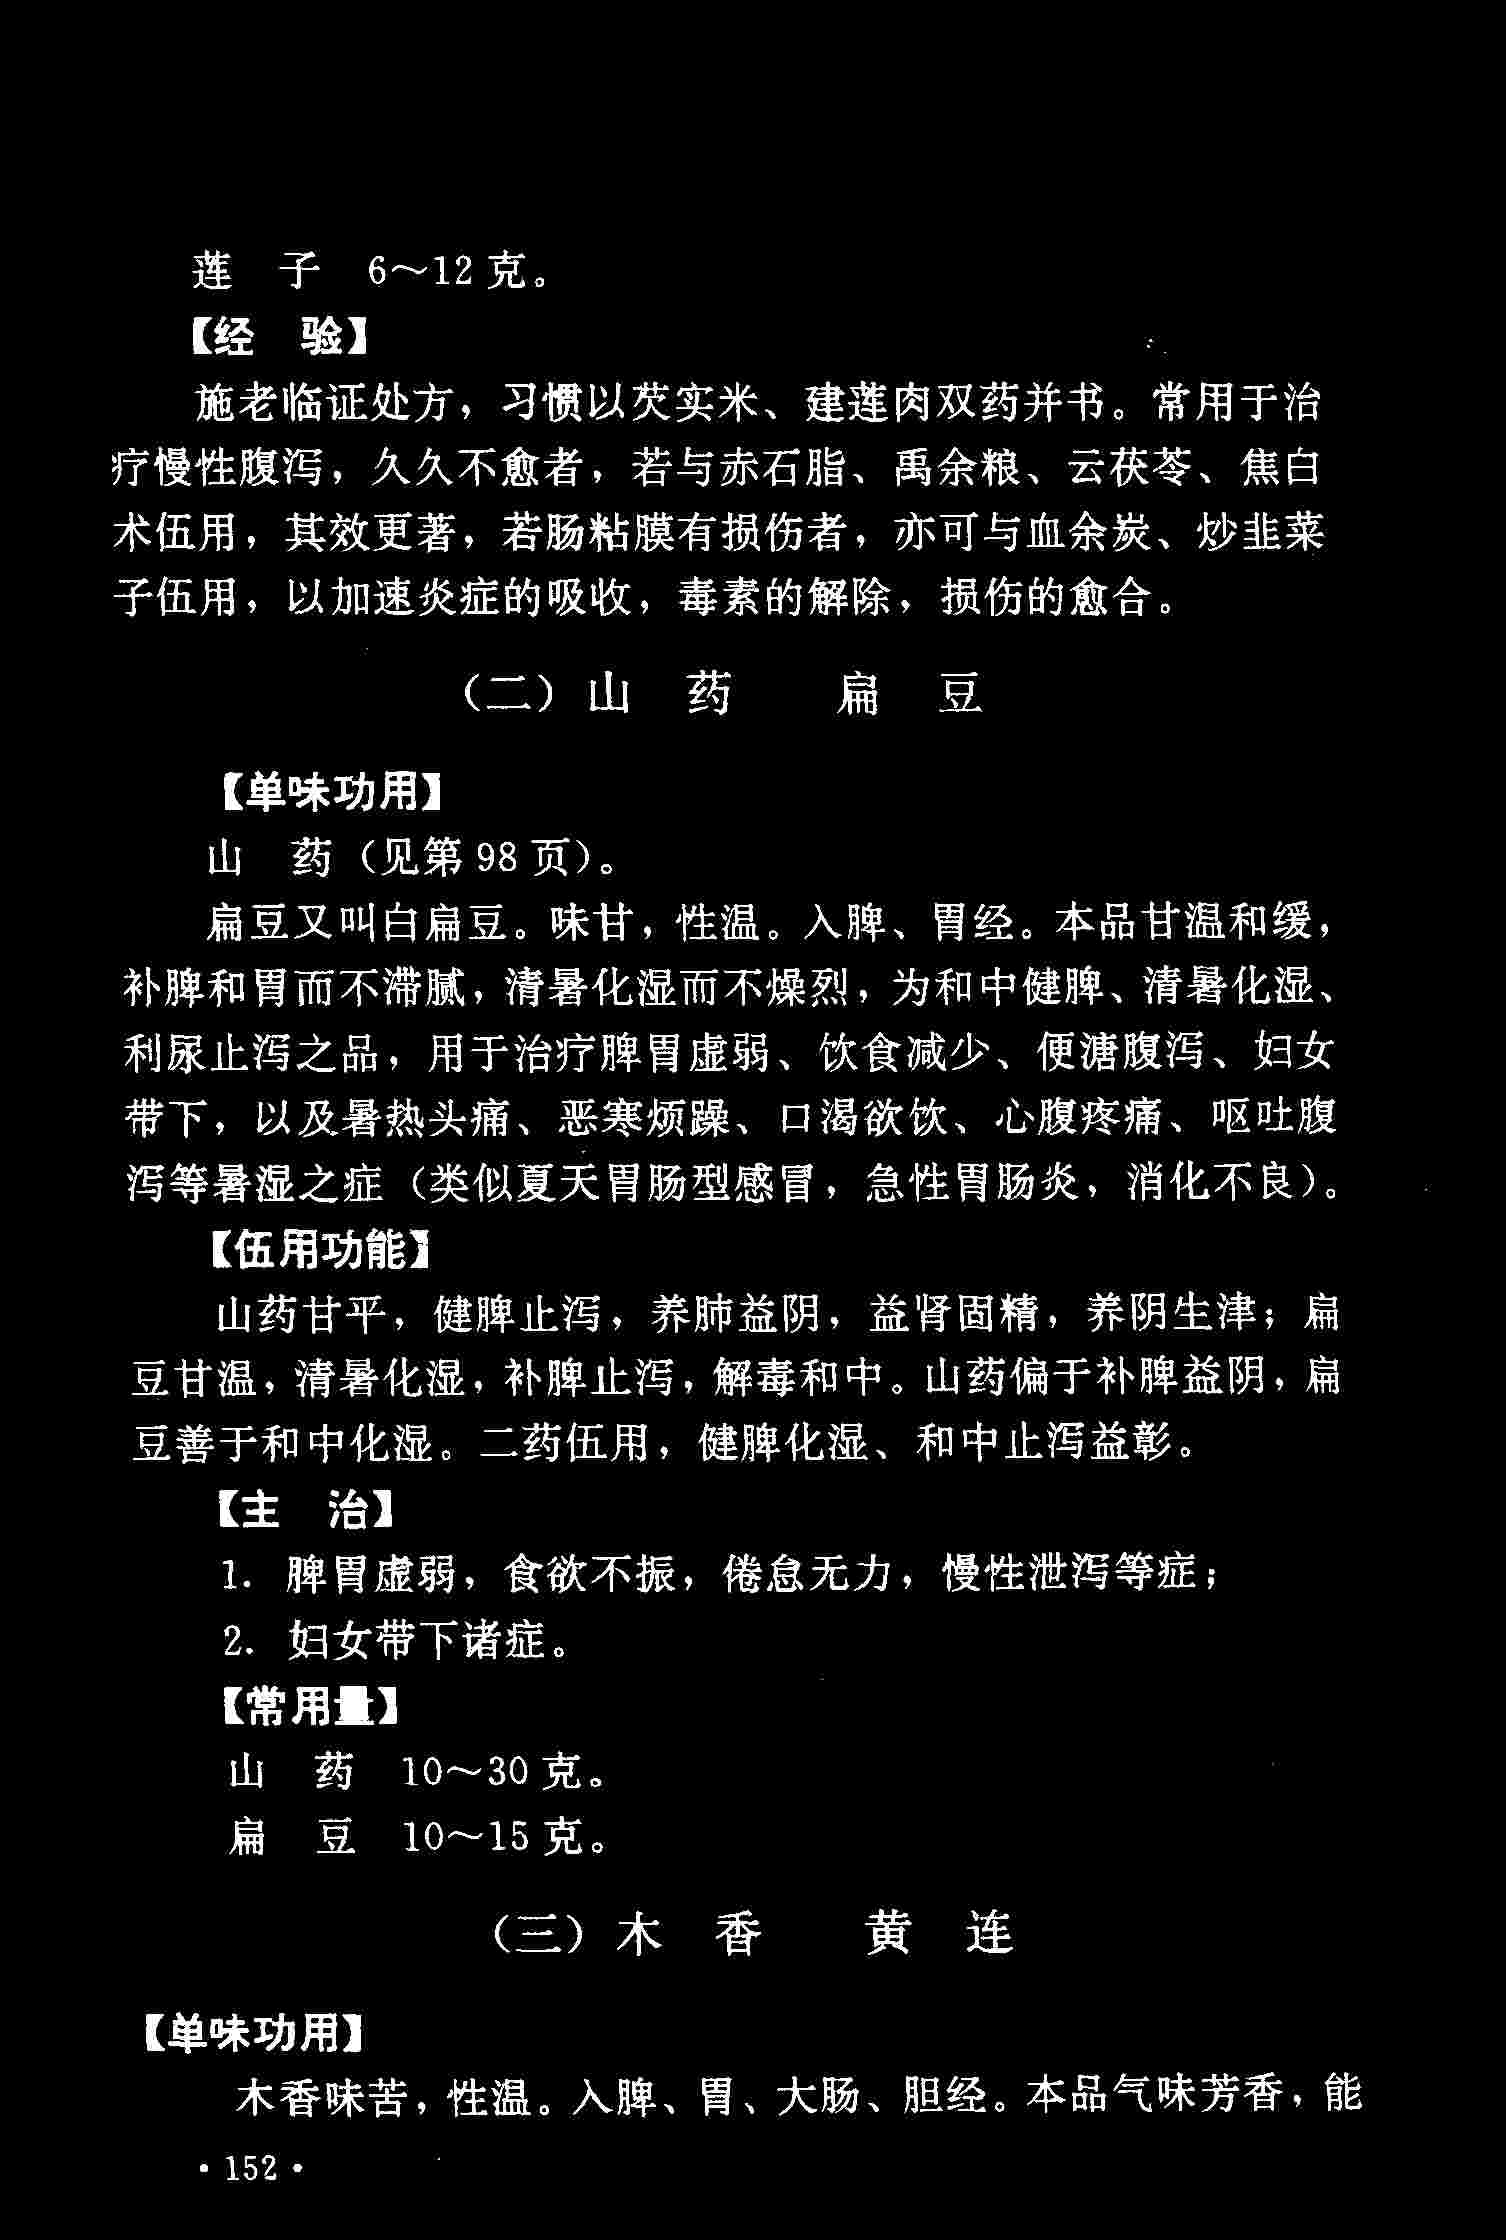 莲　子　6～12 克。
【经　验】
施老临证处方，习惯以芡实米、建莲肉双药并书。常用于治
疗慢性腹泻，久久不愈者，若与赤石脂、禹余粮、云茯苓、焦白
术伍用，其效更著，若肠粘膜有损伤者，亦可与血余炭、炒韭菜
子伍用，以加速炎症的吸收，毒素的解除，损伤的愈合。
（二）山　药　　扁　豆
【单味功用】
山　药（见第 98 页）。
扁豆又叫白扁豆。味甘，性温。入脾、胃经。本品甘温和缓，
补脾和胃而不滞腻，清暑化湿而不燥烈，为和中健脾、清暑化湿、
利尿止泻之品，用于治疗脾胃虚弱、饮食减少、便溏腹泻、妇女
带下，以及暑热头痛、恶寒烦躁、口渴欲饮、心腹疼痛、呕吐腹
泻等暑湿之症（类似夏天胃肠型感冒，急性胃肠炎，消化不良）。
【伍用功能】
山药甘平，健脾止泻，养肺益阴，益肾固精，养阴生津；扁
豆甘温，清暑化湿，补脾止泻，解毒和中。山药偏于补脾益阴，扁
豆善于和中化湿。二药伍用，健脾化湿、和中止泻益彰。
【主　治】
1. 脾胃虚弱，食欲不振，倦怠无力，慢性泄泻等症；
2. 妇女带下诸症。
【常用量】
山　药　10～30 克。
扁　豆　10～15 克。
（三）木　香　　黄　连
【单味功用】
木香味苦，性温。入脾、胃、大肠、胆经。本品气味芳香，能
· 152 ·